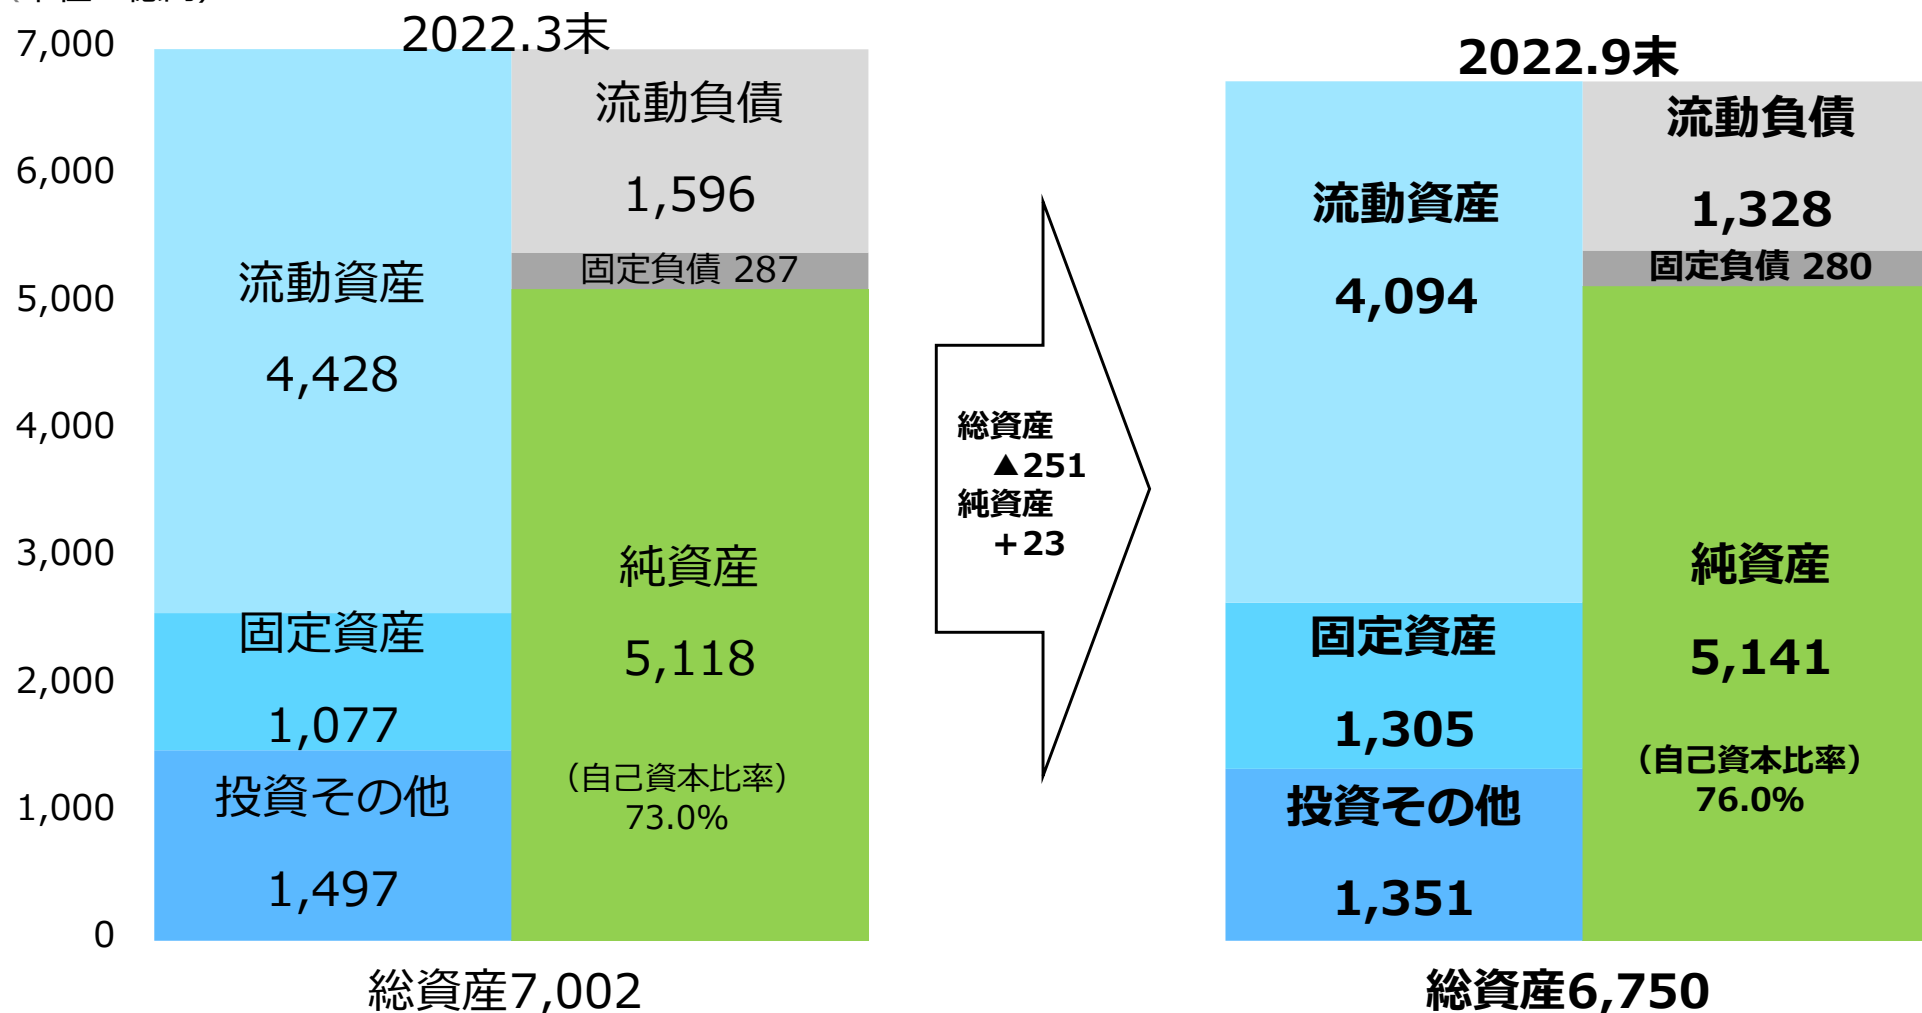 2022.3末
7,000
6,000
5,000
4,000
3,000
2,000
1,000
0
流動資産
4,428
固定資産
1,077
投資その他
1,497
流動負債
1,596
固定負債 287
純資産
5,118
（自己資本比率）
73.0%
総資産7,002
総資産
▲251
純資産
＋23
2022.9末
流動資産
4,094
固定資産
1,305
投資その他
1,351
流動負債
1,328
固定負債 280
純資産
5,141
（自己資本比率）
76.0%
総資産6,750